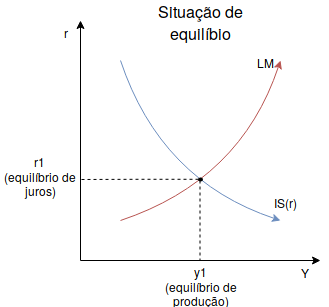 Situação de
equilíbio
r
LM
r1
(equilíbrio de
juros)
IS(r)
y1
(equilíbrio de
produção)
Y